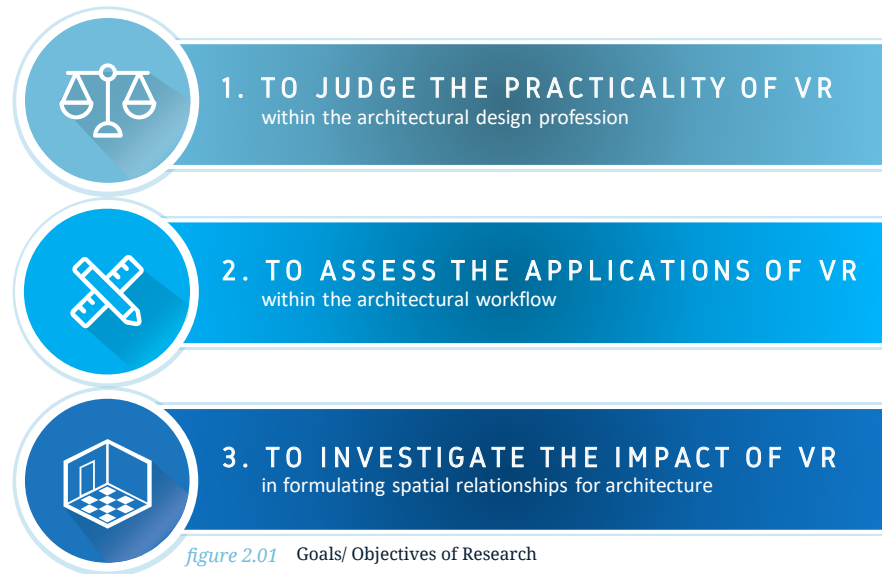 1. TO JUDGE THE PRACTICALITY OF VR
within the architectural design profession
2. TO ASSESS THE APPLICATIONS OF VR
within the architectural workflow
3. TO INVESTIGATE THE IMPACT OF VR
in formulating spatial relationships for architecture
figure 2.01 Goals/ Objectives of Research